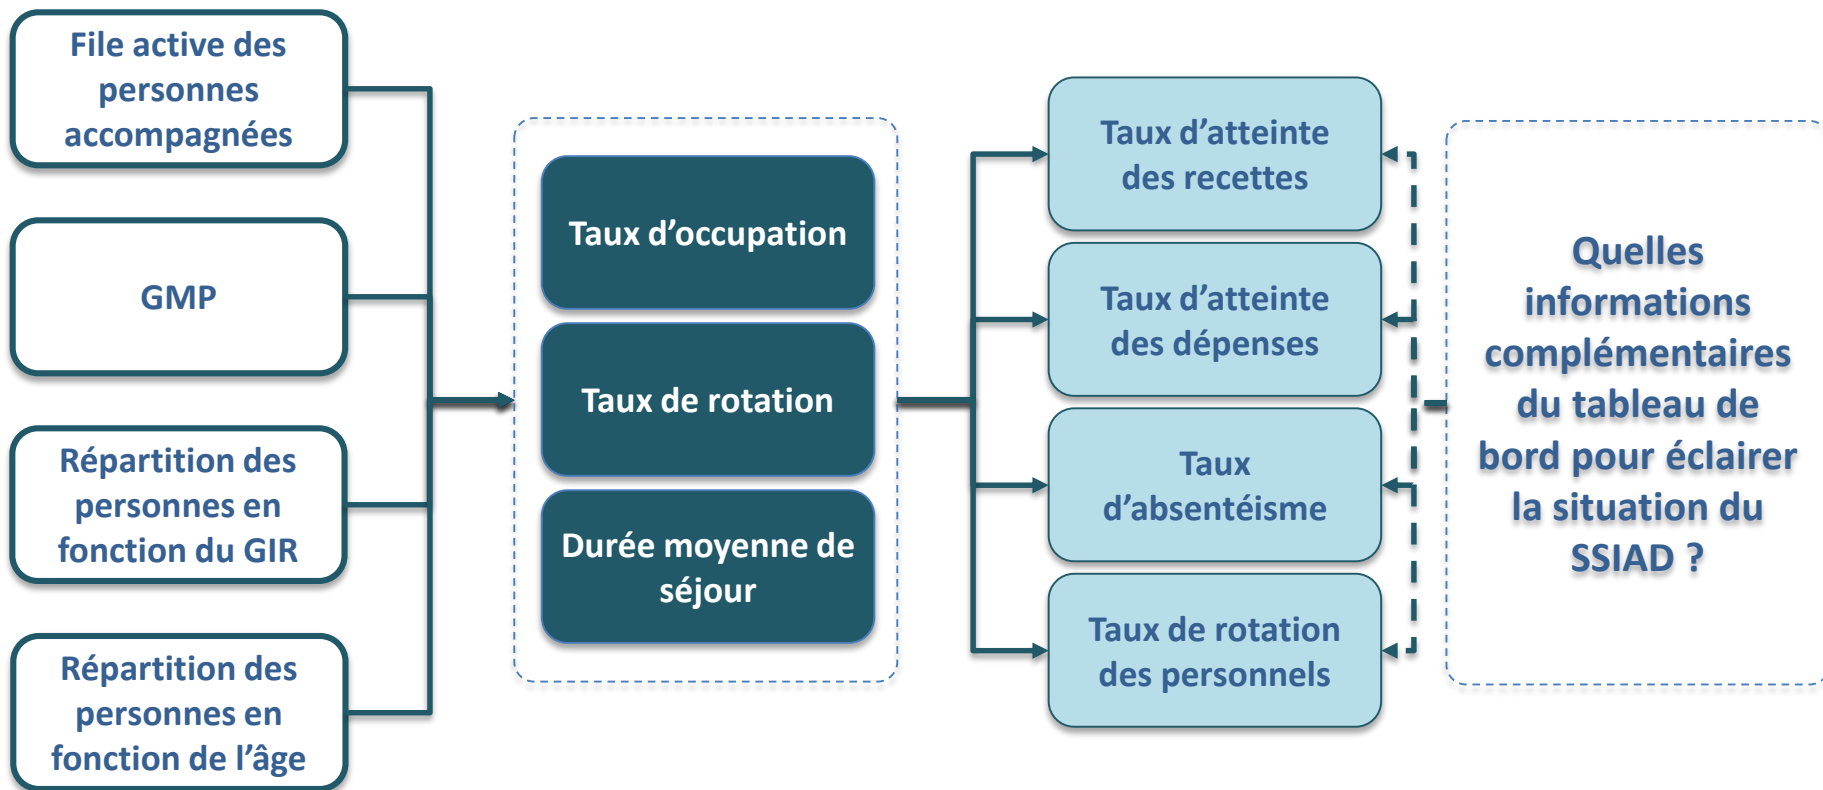 File active des
personnes
accompagnées
GMP
Répartition des
personnes en
fonction du GIR
Répartition des
personnes en
fonction de l’âge
Taux d’occupation
Taux de rotation
Durée moyenne de
séjour
Taux d’atteinte
des recettes
Taux d’atteinte
des dépenses
Taux
d’absentéisme
Taux de rotation
des personnels
Quelles
informations
complémentaires
du tableau de
bord pour éclairer
la situation du
SSIAD ?